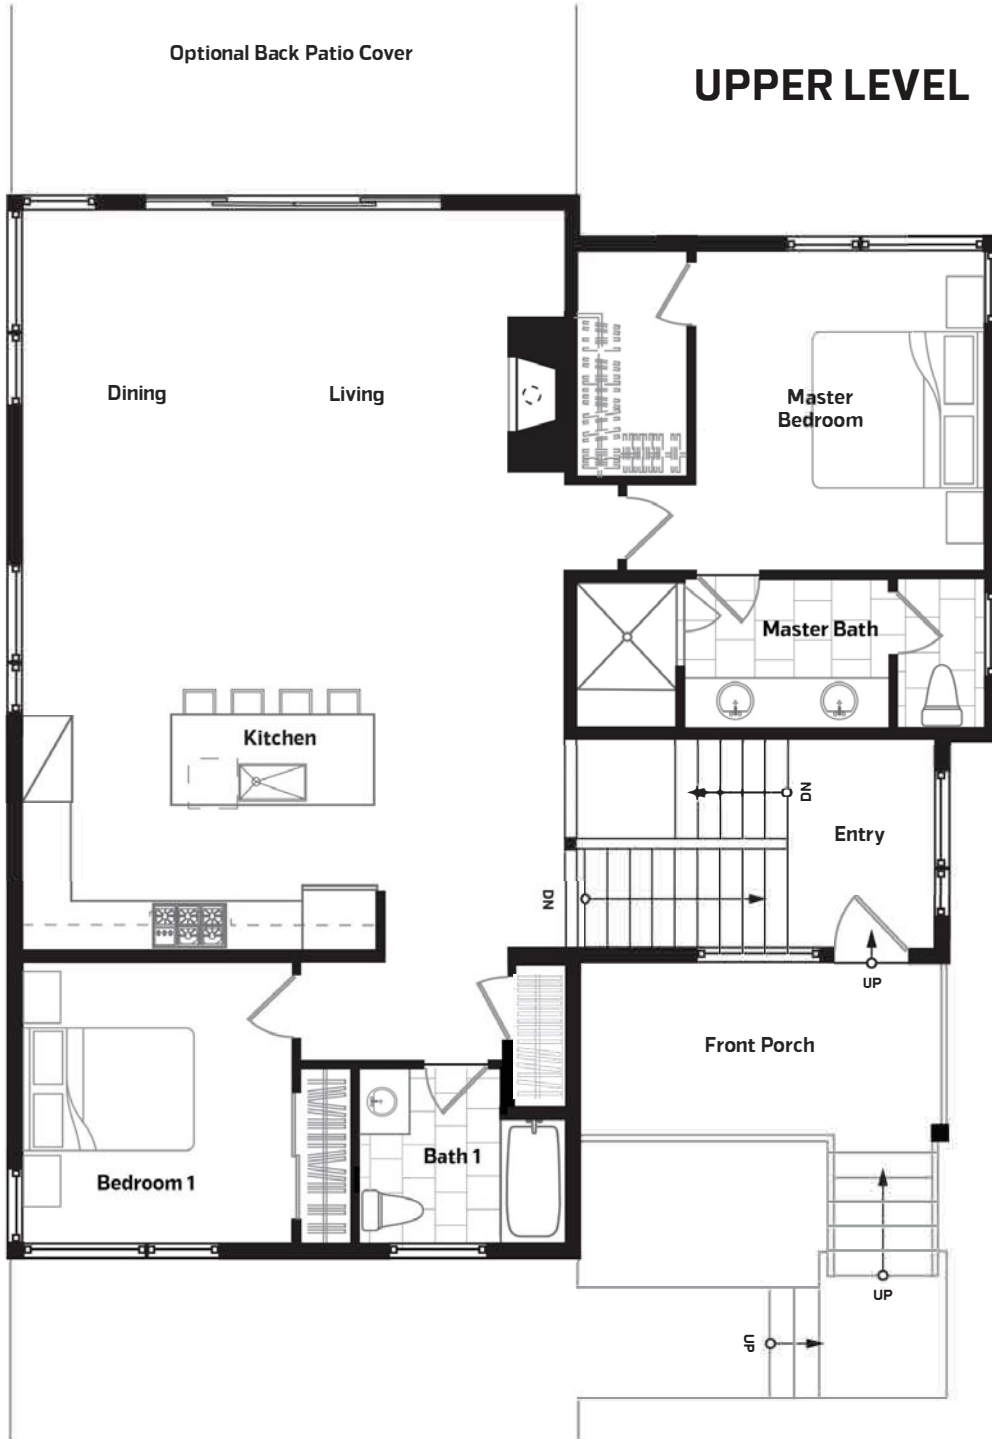 Optional Back Patio Cover
UPPER LEVEL
Dining
Living
Master
Bedroom
Master Bath
Kitchen
DN
Entry
DN
UP
Front Porch
Bath 1
Bedroom 1
UP
UP